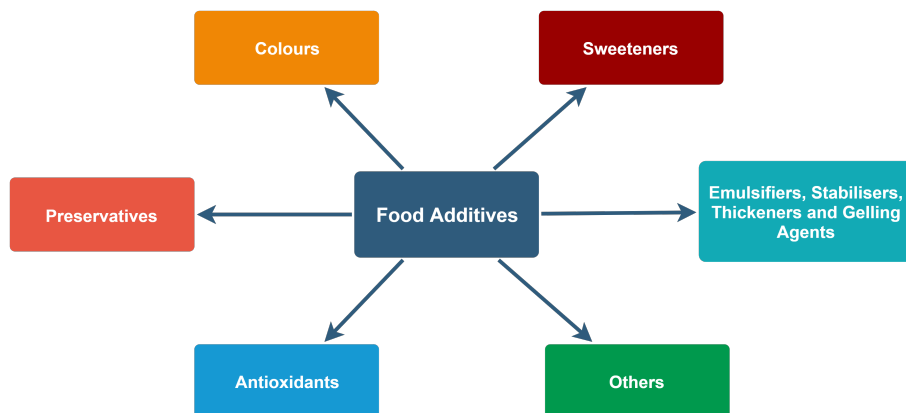 Colours
Sweeteners
Preservatives
Food Additives
Emulsifiers, Stabilisers,
Thickeners and Gelling
Agents
Antioxidants
Others